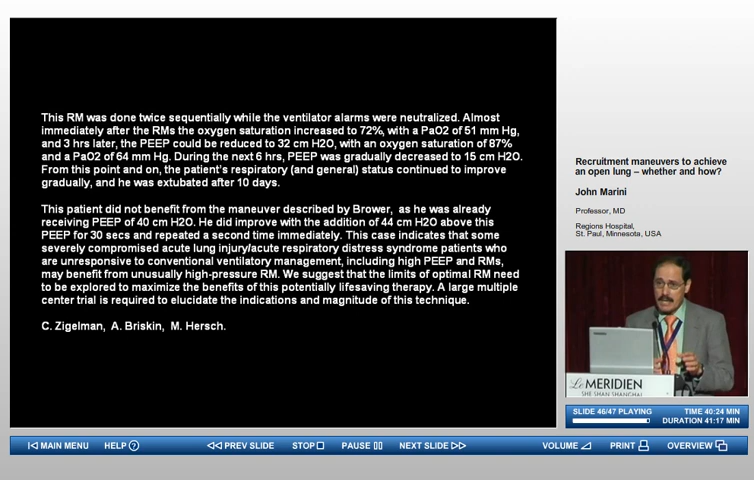 This RM was done twice sequentially while the ventilator alarms were neutralized. Almost
immediately after the RMs the oxygen saturation increased to 72%, with a PaO2 of 51 mm Hg,
and 3 hrs later, the PEEP could be reduced to 32 cm H2O, with an oxygen saturation of 87%
and a PaO2 of 64 mm Hg. During the next 6 hrs, PEEP was gradually decreased to 15 cm H2O.
From this point and on, the patient's respiratory (and general) status continued to improve
gradually, and he was extubated after 10 days.
This patient did not benefit from the maneuver described by Brower, as he was already
receiving PEEP of 40 cm H2O. He did improve with the addition of 44 cm H2O above this
PEEP for 30 secs and repeated a second time immediately. This case indicates that some
severely compromised acute lung injury/acute respiratory distress syndrome patients who
are unresponsive to conventional ventilatory management, including high PEEP and RMs,
may benefit from unusually high-pressure RM. We suggest that the limits of optimal RM need
to be explored to maximize the benefits of this potentially lifesaving therapy. A large multiple
center trial is required to elucidate the indications and magnitude of this technique.
C. Zigelman, A. Briskin, M. Hersch.
Recruitment maneuvers to achieve
an open lung – whether and how?
John Marini
Professor, MD
Regions Hospital,
St. Paul, Minnesota, USA
Le MERIDIEN
SHE SHAN SHANGHAI
SLIDE 46/47 PLAYING TIME 40:24 MIN
DURATION 41:17 MIN
MAIN MENU HELP ? PREV SLIDE STOP PAUSE NEXT SLIDE VOLUME PRINT OVERVIEW